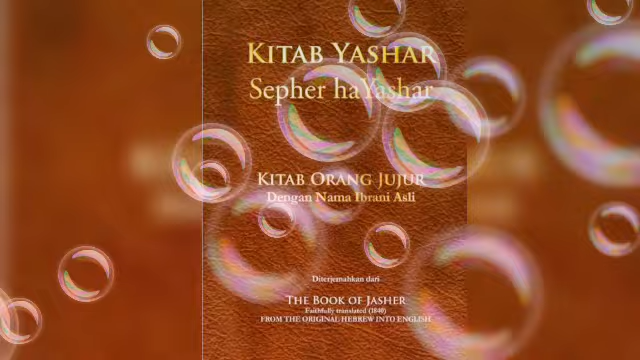 KITAB YASHAR
Sepher haYashar
KITAB ORANG JUJUR
Dengan Nama Ibrani Asli
Diterjemahkan dari
THE BOOK OF JASHER
Faithfully translated (1840)
FROM THE ORIGINAL HEBREW INTO ENGLISH